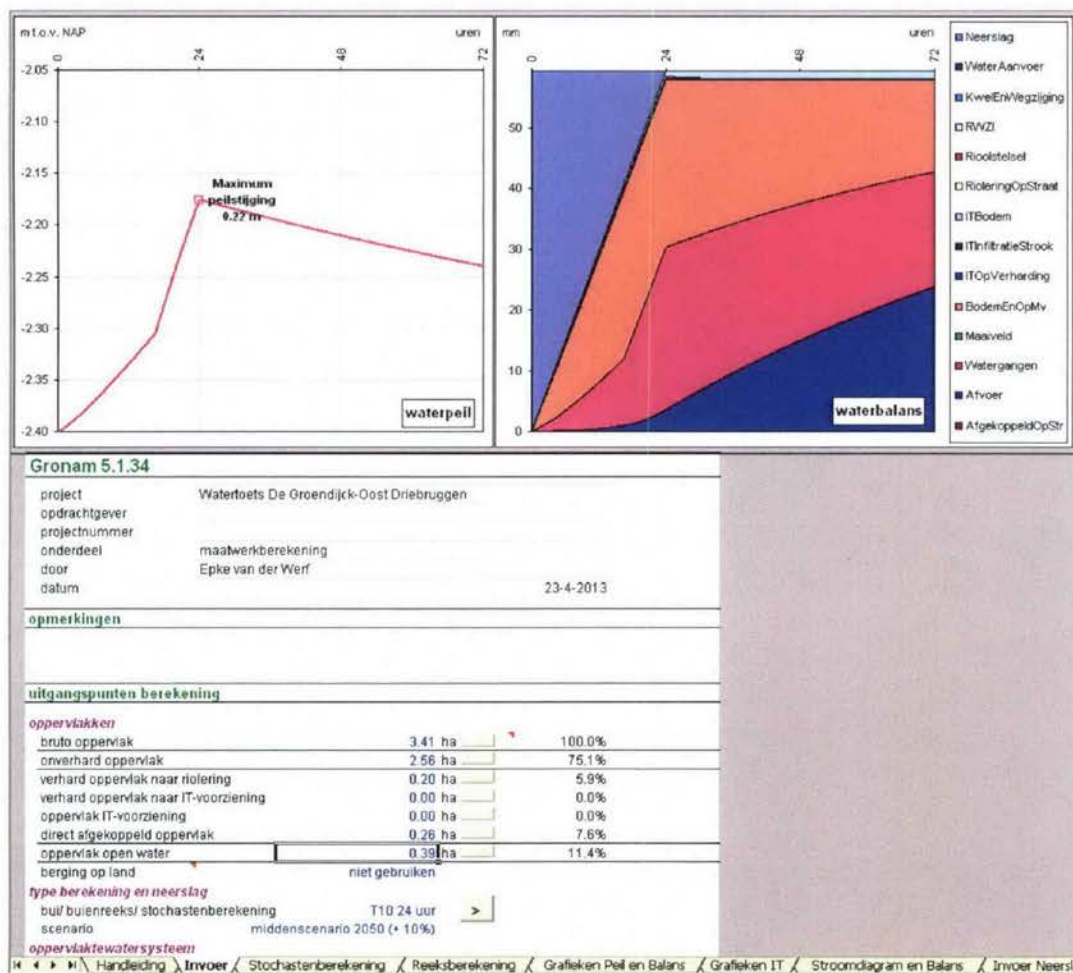 m t.o.v. NAP
uren
0
24
48
72
-2.05
-2.10
-2.15
-2.20
-2.25
-2.30
-2.35
-2.40
Maximum
peilstijging
0.22 m
waterpeil
mm
uren
0
24
48
72
50
40
30
20
10
0
waterbalans
Neerslag
WaterAanvoer
KwelEnWegzijging
RWZI
Rioolstelsel
RioleringOpStraat
ITBodem
ITInfiltratieStrook
ITOpVerharding
BodemEnOpMv
Maaiveld
Watergangen
Afvoer
AfgekoppeldOpStr
Gronam 5.1.34
project Watertoets De Groendijck-Oost Driebruggen
opdrachtgever
projectnummer
onderdeel maatwerkberekening
door Epke van der Werf
datum 23-4-2013
opmerkingen
uitgangspunten berekening
oppervlakken
bruto oppervlak 3.41 ha 100.0%
onverhard oppervlak 2.56 ha 75.1%
verhard oppervlak naar riolering 0.20 ha 5.9%
verhard oppervlak naar IT-voorziening 0.00 ha 0.0%
oppervlak IT-voorziening 0.00 ha 0.0%
direct afgekoppeld oppervlak 0.26 ha 7.6%
oppervlak open water 0.39 ha 11.4%
berging op land niet gebruiken
type berekening en neerslag
bui/ buienreeks/ stochastenberekening T10 24 uur >
scenario middenscenario 2050 (+ 10%)
oppervlaktewatersysteem
Handleiding / Invoer / Stochastenberekening / Reeksberekening / Grafieken Peil en Balans / Grafieken IT / Stroomdiagram en Balans / Invoer Neersl